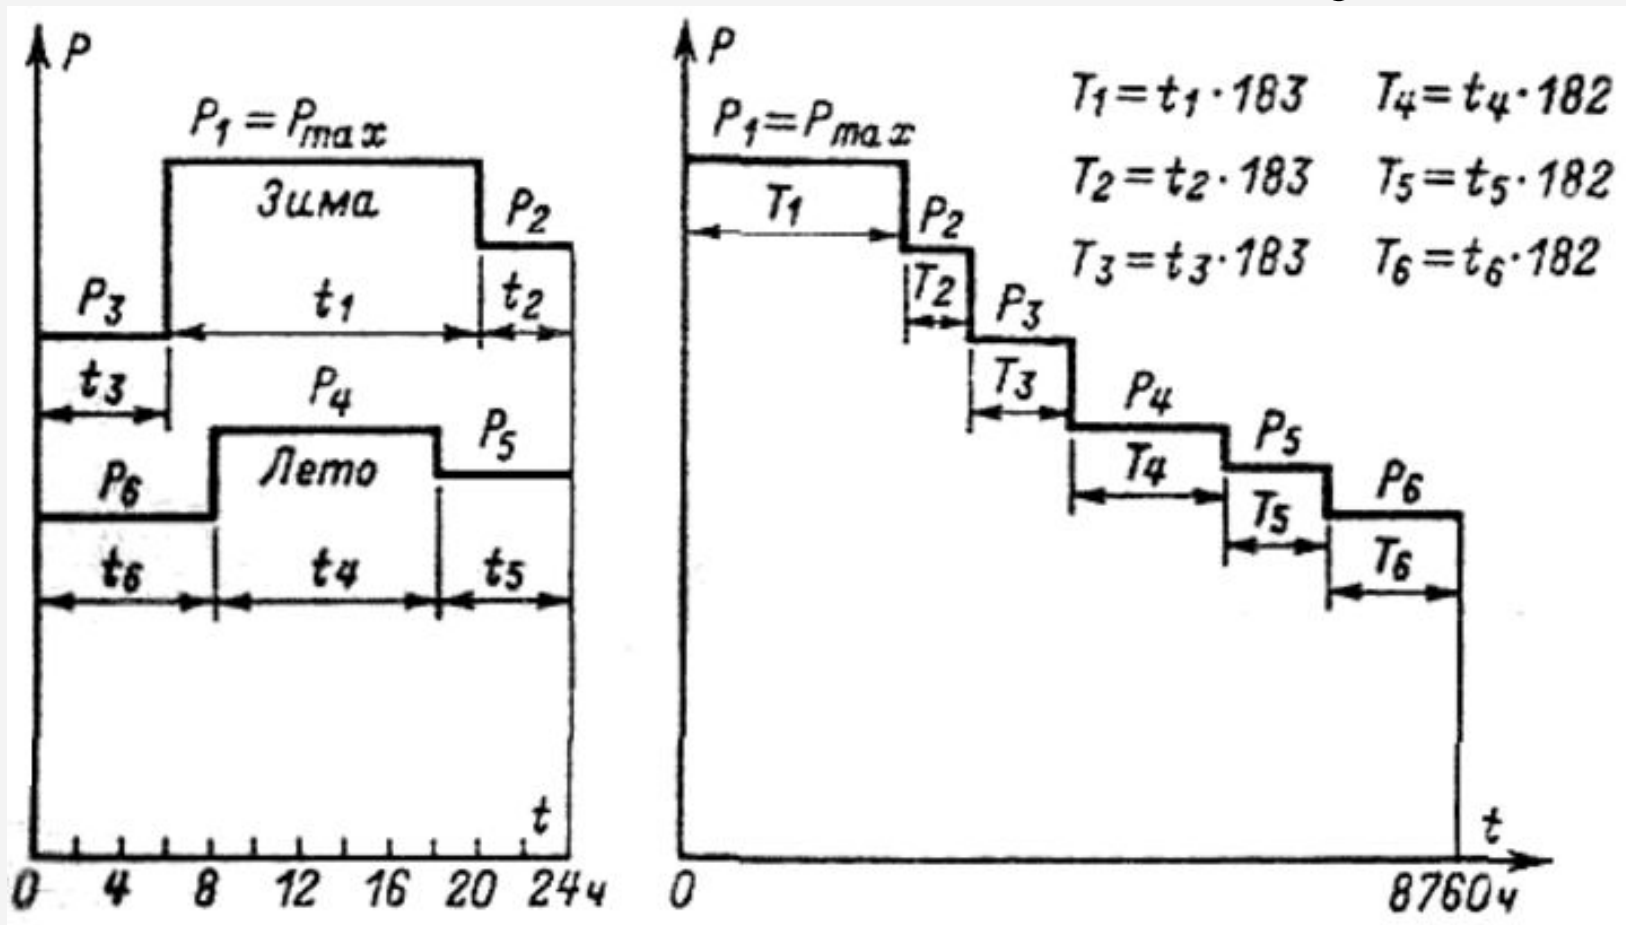 P
P₁ = Pmax
Зима
P₂
P₃
t₁
t₂
t₃
P₄
P₅
Лето
P₆
t₆
t₄
t₅
t
0 4 8 12 16 20 24ч
P
P₁=Pmax
T₁
P₂
T₂
P₃
T₃
P₄
T₄
P₅
T₅
P₆
T₆
t
0 8760ч
T₁=t₁·183 T₄=t₄·182
T₂=t₂·183 T₅=t₅·182
T₃=t₃·183 T₆=t₆·182